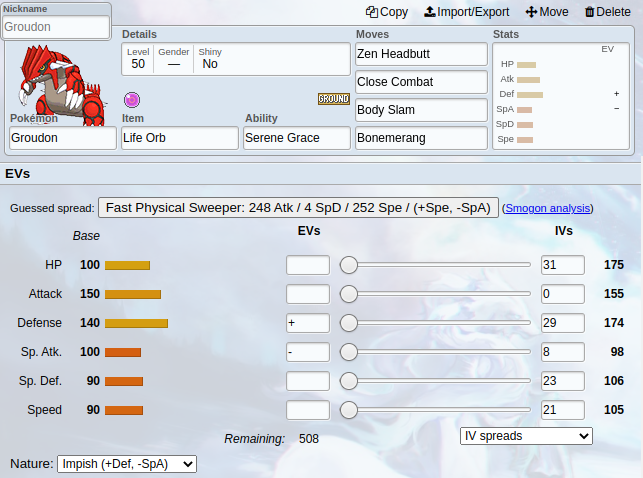 Nickname
Groudon
Copy Import/Export Move Delete
Details
Level Gender Shiny
50 — No
GROUND
Pokémon Item Ability
Groudon Life Orb Serene Grace
Moves
Zen Headbutt
Close Combat
Body Slam
Bonemerang
Stats
EV
HP
Atk
Def +
SpA −
SpD
Spe
EVs
Guessed spread: Fast Physical Sweeper: 248 Atk / 4 SpD / 252 Spe / (+Spe, -SpA) (Smogon analysis)
Base EVs IVs
HP 100 31 175
Attack 150 0 155
Defense 140 + 29 174
Sp. Atk. 100 - 8 98
Sp. Def. 90 23 106
Speed 90 21 105
Remaining: 508 IV spreads
Nature: Impish (+Def, -SpA)